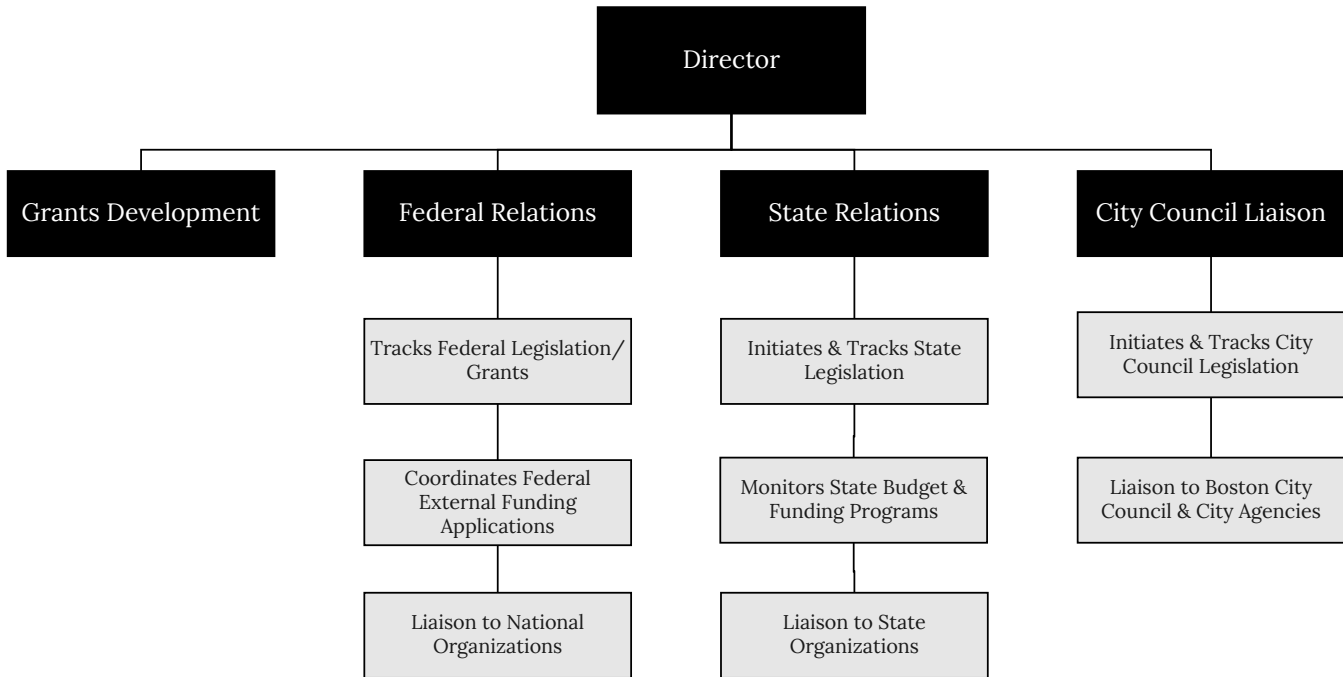 Director
Grants Development
Federal Relations
State Relations
City Council Liaison
Tracks Federal Legislation/
Grants
Initiates & Tracks State
Legislation
Initiates & Tracks City
Council Legislation
Coordinates Federal
External Funding
Applications
Monitors State Budget &
Funding Programs
Liaison to Boston City
Council & City Agencies
Liaison to National
Organizations
Liaison to State
Organizations